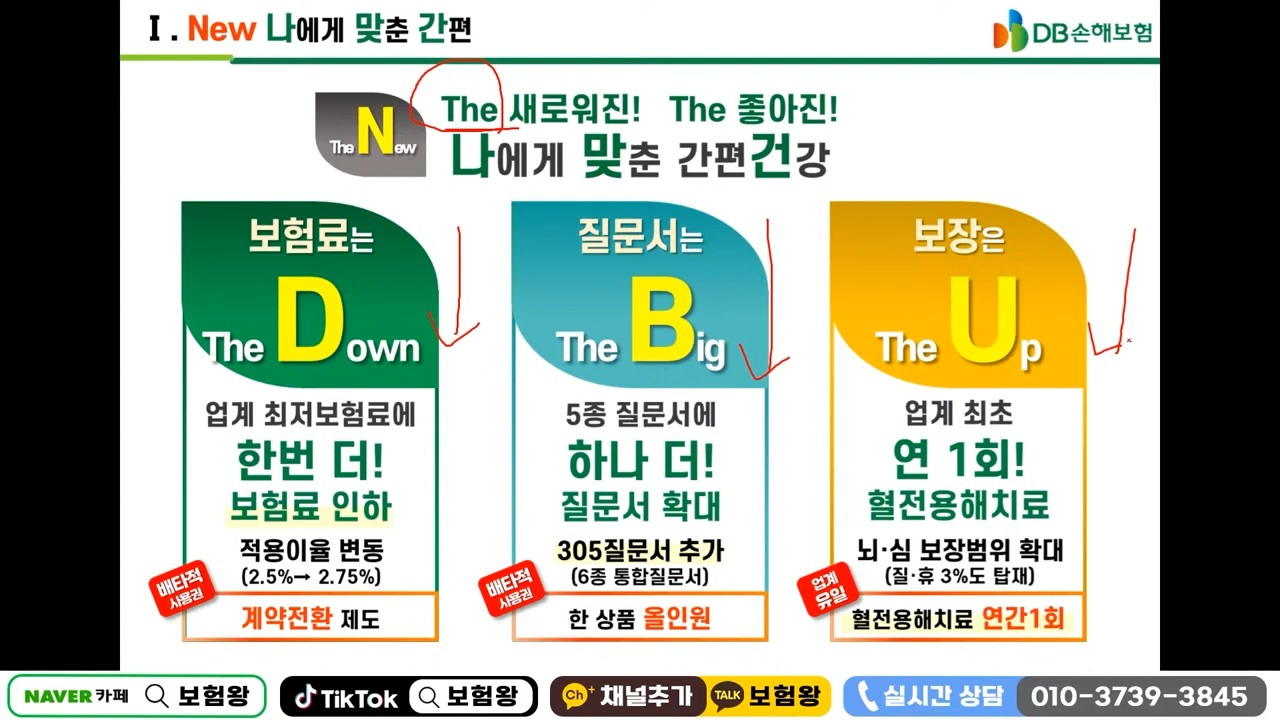 Ⅰ. New 나에게 맞춘 간편
DB손해보험
The New
The 새로워진! The 좋아진!
나에게 맞춘 간편건강
보험료는
The Down
업계 최저보험료에
한번 더!
보험료 인하
적용이율 변동
(2.5%→ 2.75%)
배타적
사용권
계약전환 제도
질문서는
The Big
5종 질문서에
하나 더!
질문서 확대
305질문서 추가
(6종 통합질문서)
배타적
사용권
한 상품 올인원
보장은
The Up
업계 최초
연 1회!
혈전용해치료
뇌·심 보장범위 확대
(질·휴 3%도 탑재)
업계
유일
혈전용해치료 연간1회
NAVER 카페 보험왕
TikTok 보험왕
Ch+ 채널추가 TALK 보험왕
실시간 상담 010-3739-3845